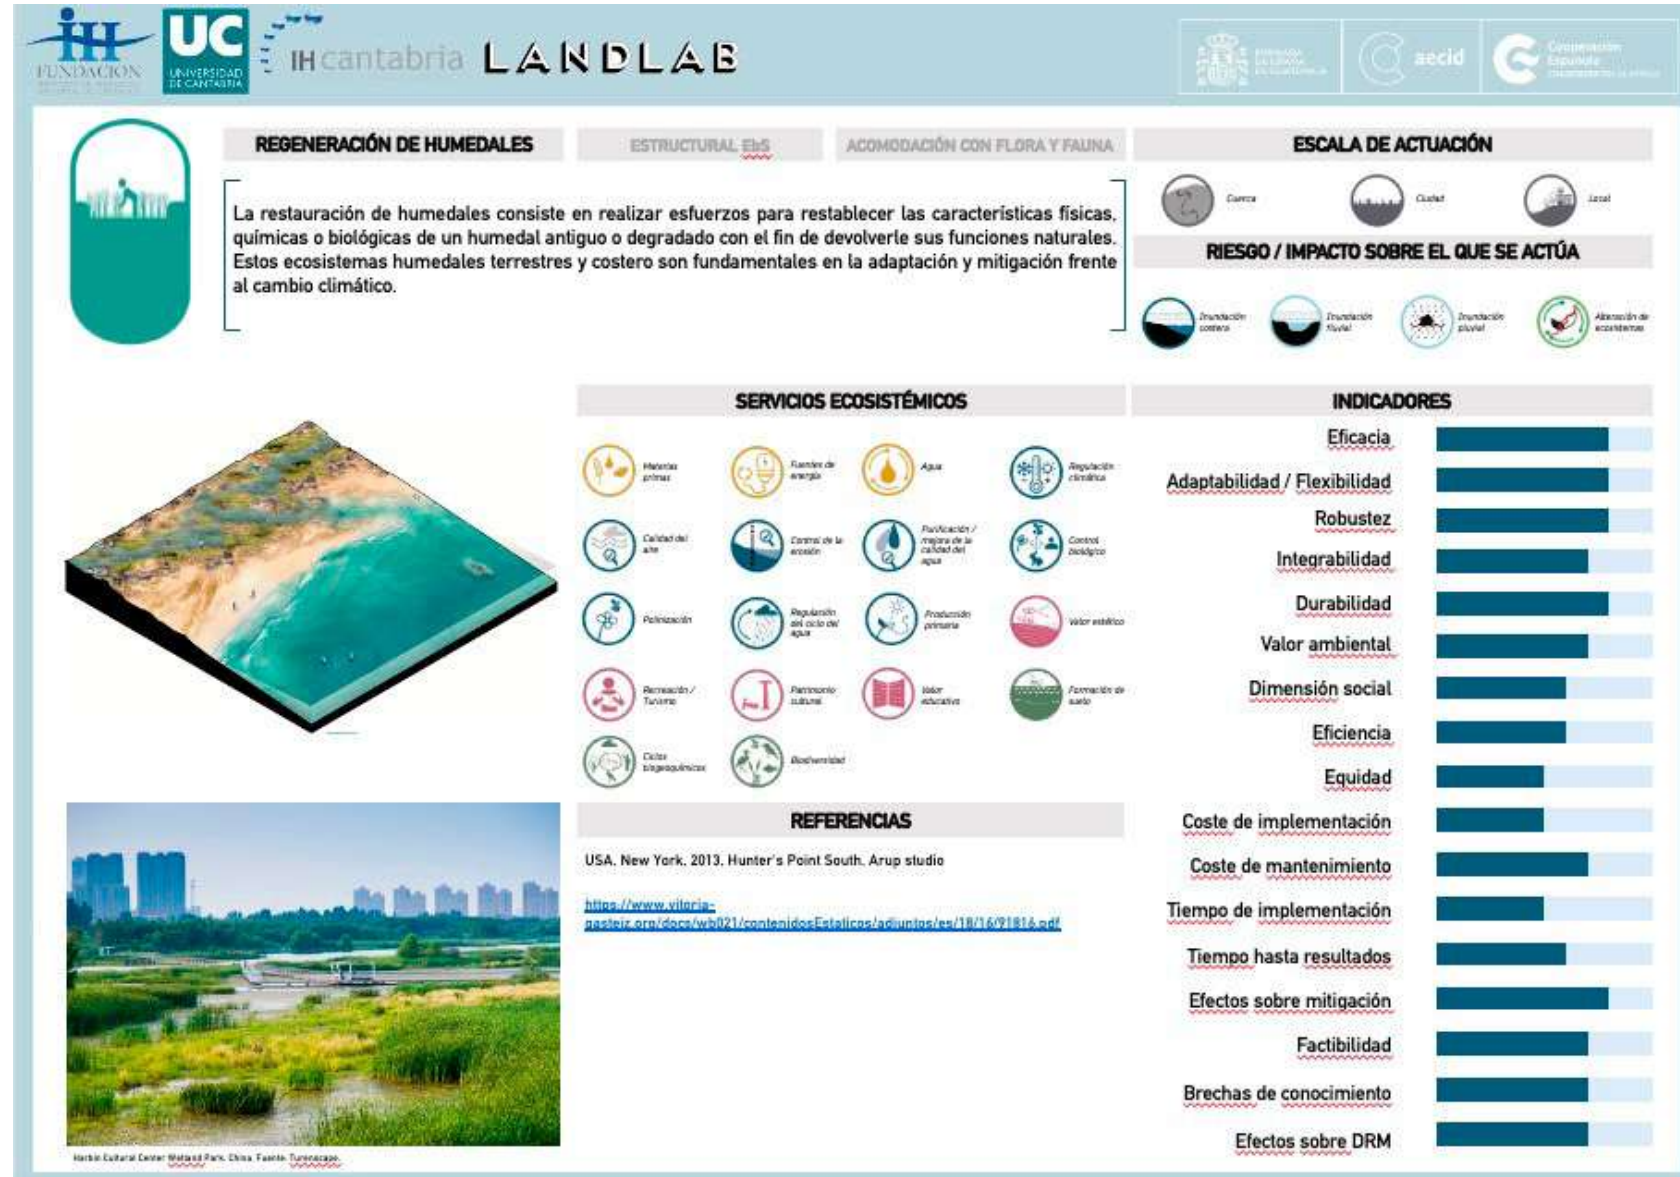 IH
FUNDACIÓN
UC
UNIVERSIDAD
DE CANTABRIA
IHcantabria
LANDLAB
aecid
Cooperación
Española
REGENERACIÓN DE HUMEDALES
ESTRUCTURAL EbS
ACOMODACIÓN CON FLORA Y FAUNA
La restauración de humedales consiste en realizar esfuerzos para restablecer las características físicas,
químicas o biológicas de un humedal antiguo o degradado con el fin de devolverle sus funciones naturales.
Estos ecosistemas humedales terrestres y costero son fundamentales en la adaptación y mitigación frente
al cambio climático.
ESCALA DE ACTUACIÓN
Cuenca
Ciudad
Local
RIESGO / IMPACTO SOBRE EL QUE SE ACTÚA
Inundación
costera
Inundación
fluvial
Inundación
pluvial
Alteración de
ecosistemas
SERVICIOS ECOSISTÉMICOS
Materias
primas
Fuentes de
energía
Agua
Regulación
climática
Calidad del
aire
Control de la
erosión
Purificación /
mejora de la
calidad del
agua
Control
biológico
Polinización
Regulación
del ciclo del
agua
Producción
primaria
Valor estético
Recreación /
Turismo
Patrimonio
cultural
Valor
educativo
Formación de
suelo
Ciclos
biogeoquímicos
Biodiversidad
REFERENCIAS
USA. New York. 2013. Hunter's Point South. Arup studio
https://www.vitoria-
gasteiz.org/docs/wb021/contenidosEstaticos/adjuntos/es/18/16/91816.pdf
INDICADORES
Eficacia
Adaptabilidad / Flexibilidad
Robustez
Integrabilidad
Durabilidad
Valor ambiental
Dimensión social
Eficiencia
Equidad
Coste de implementación
Coste de mantenimiento
Tiempo de implementación
Tiempo hasta resultados
Efectos sobre mitigación
Factibilidad
Brechas de conocimiento
Efectos sobre DRM
Harbin Cultural Center Wetland Park. China. Fuente: Turenscape.